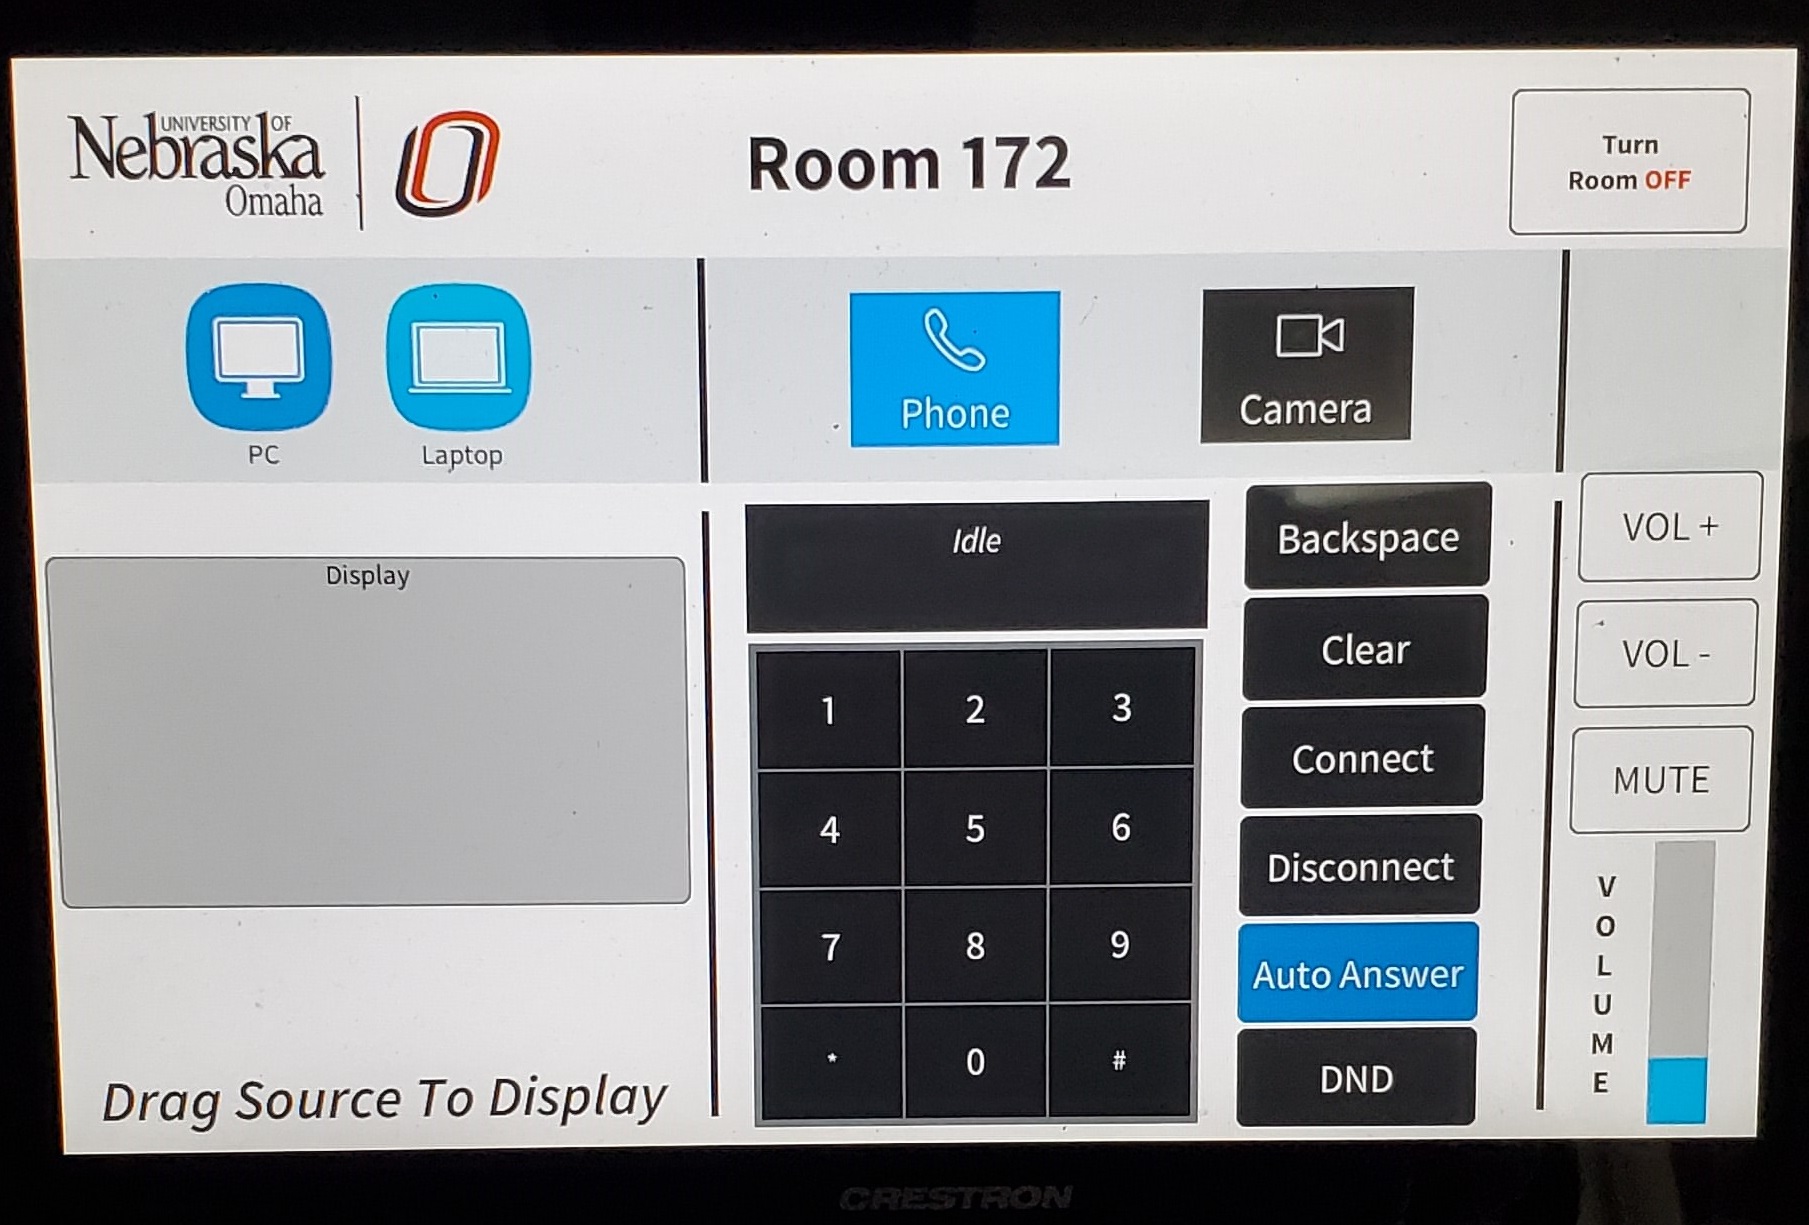 UNIVERSITY OF
Nebraska
Omaha
O
Room 172
Turn
Room OFF
PC
Laptop
Phone
Camera
Display
Drag Source To Display
Idle
1 2 3
4 5 6
7 8 9
* 0 #
Backspace
Clear
Connect
Disconnect
Auto Answer
DND
VOL +
VOL -
MUTE
VOLUME
CRESTRON